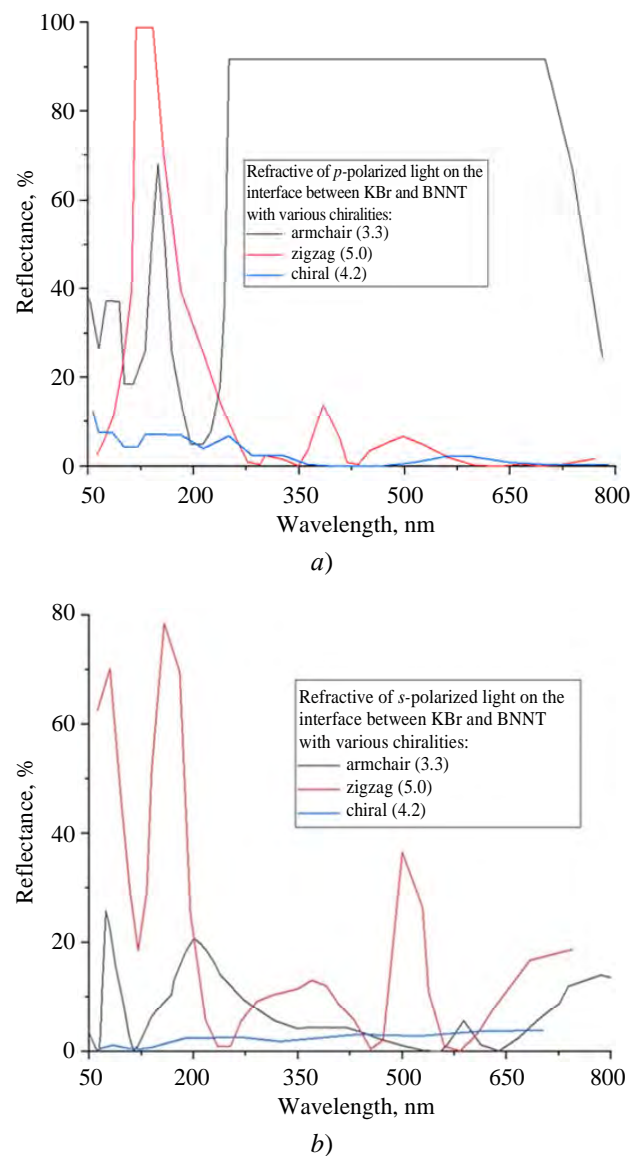 100
80
60
40
20
0
Reflectance, %
Refractive of p-polarized light on the
interface between KBr and BNNT
with various chiralities:
armchair (3.3)
zigzag (5.0)
chiral (4.2)
50 200 350 500 650 800
Wavelength, nm
a)
80
60
40
20
0
Reflectance, %
Refractive of s-polarized light on the
interface between KBr and BNNT
with various chiralities:
armchair (3.3)
zigzag (5.0)
chiral (4.2)
50 200 350 500 650 800
Wavelength, nm
b)